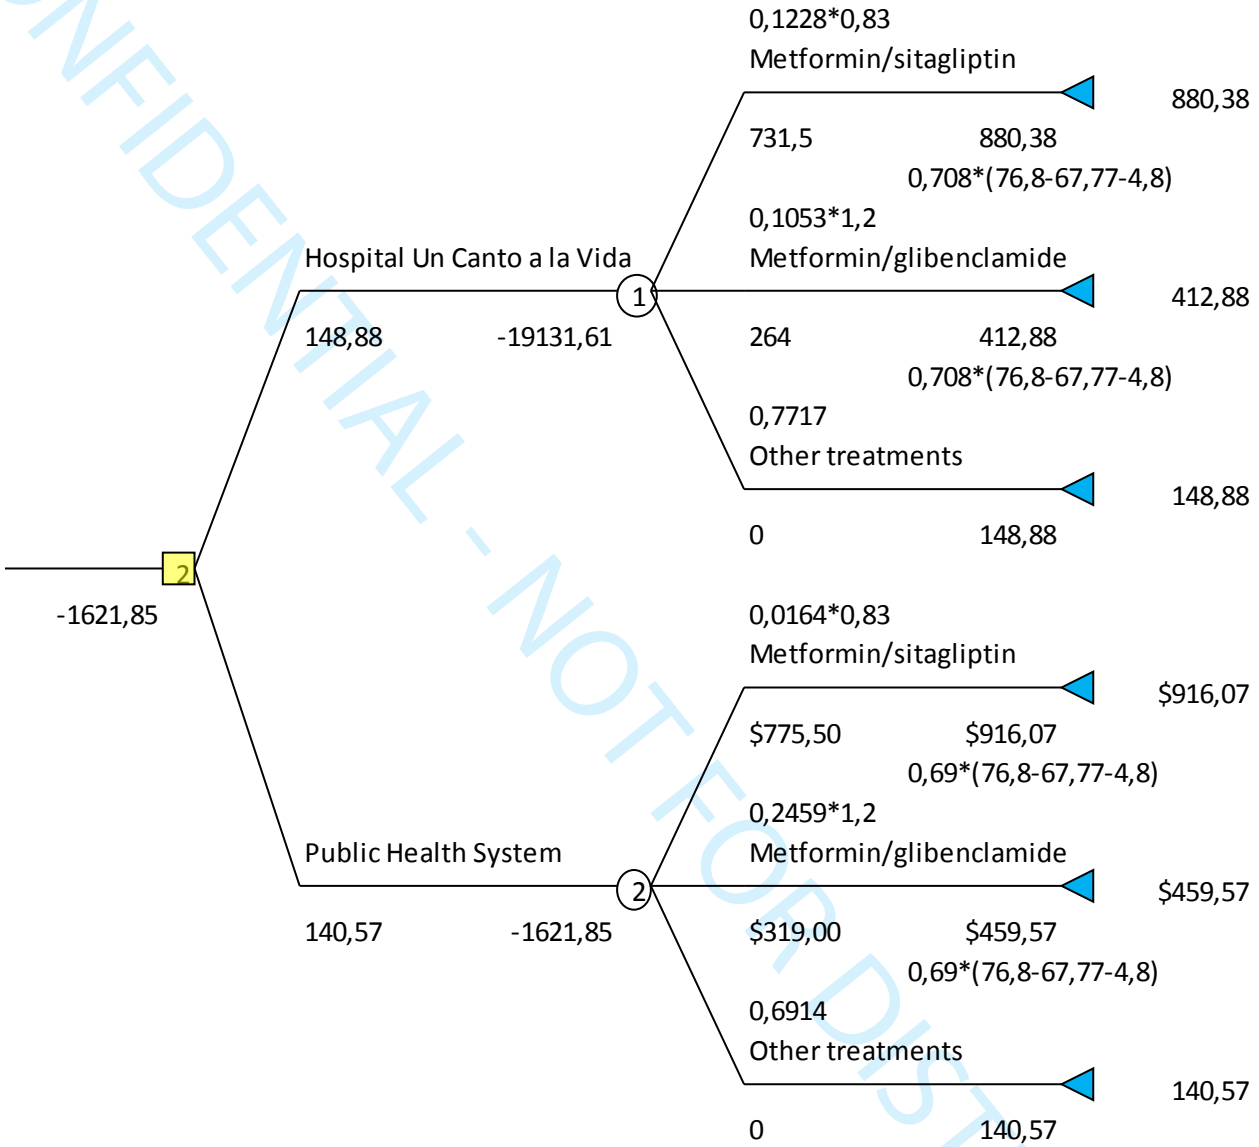 0,1228*0,83
Metformin/sitagliptin
880,38
731,5 880,38
0,708*(76,8-67,77-4,8)
0,1053*1,2
Hospital Un Canto a la Vida Metformin/glibenclamide
1 412,88
148,88 -19131,61 264 412,88
0,708*(76,8-67,77-4,8)
0,7717
Other treatments
148,88
0 148,88
2
-1621,85
0,0164*0,83
Metformin/sitagliptin
$916,07
$775,50 $916,07
0,69*(76,8-67,77-4,8)
0,2459*1,2
Public Health System Metformin/glibenclamide
2 $459,57
140,57 -1621,85 $319,00 $459,57
0,69*(76,8-67,77-4,8)
0,6914
Other treatments
140,57
0 140,57
NFIDENTIAL - NOT FOR DIST